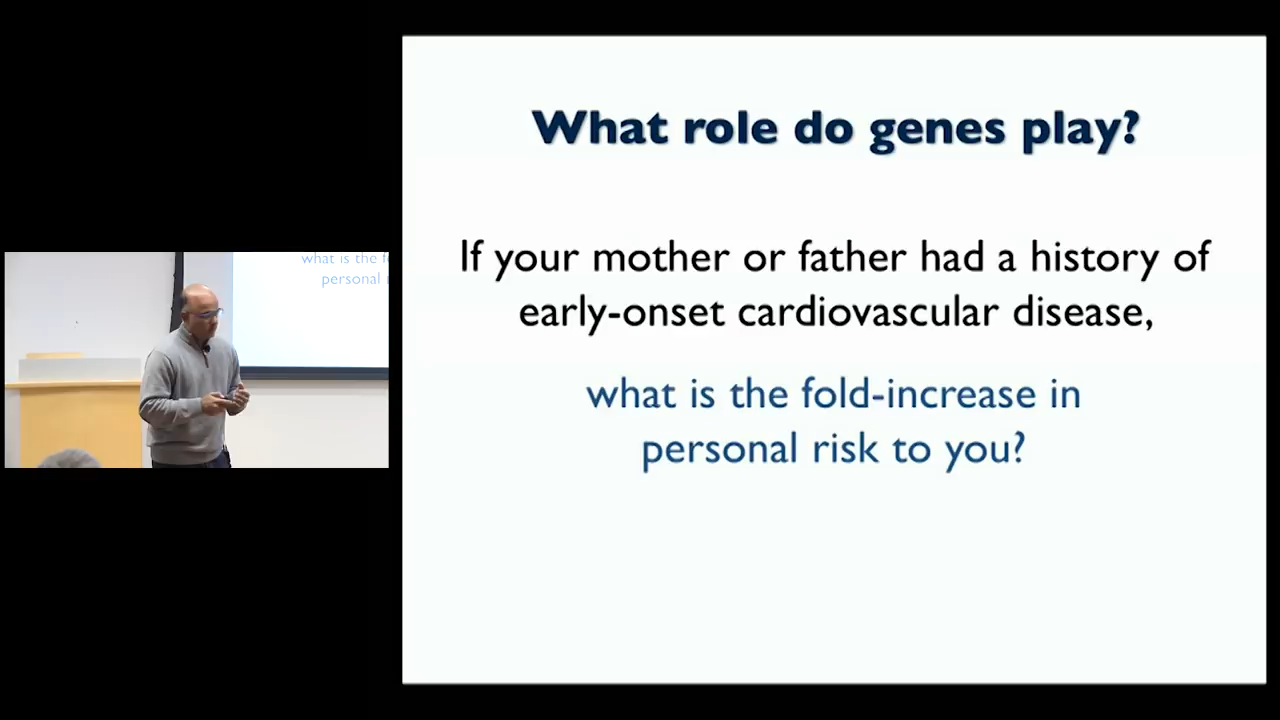 What role do genes play?
If your mother or father had a history of
early-onset cardiovascular disease,
what is the fold-increase in
personal risk to you?
what is the f
personal